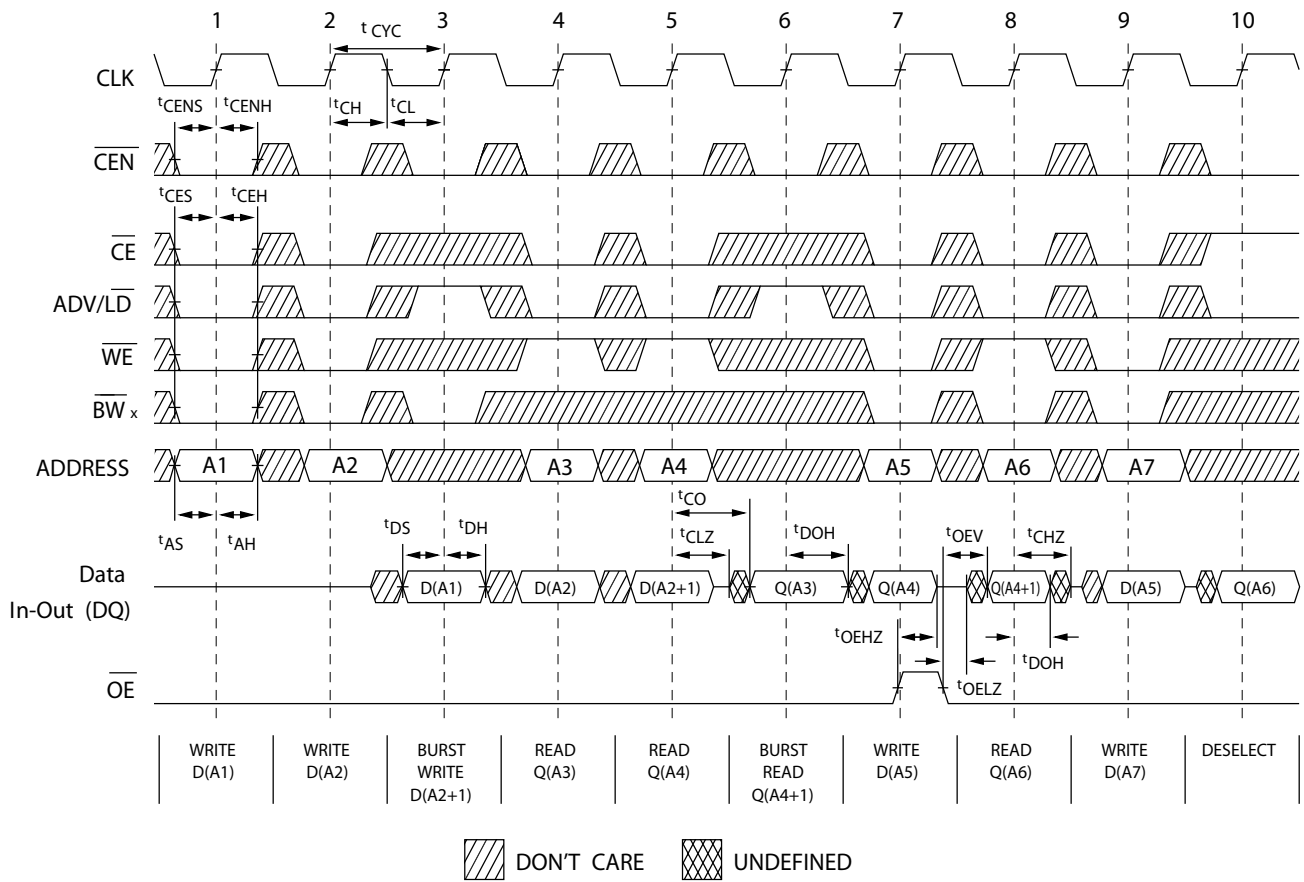 1 2 3 4 5 6 7 8 9 10
t CYC
CLK
tCENS tCENH tCH tCL
CEN
tCES tCEH
CE
ADV/LD
WE
BW x
ADDRESS A1 A2 A3 A4 A5 A6 A7
tCO
tAS tAH tDS tDH tCLZ tDOH tOEV tCHZ
Data
In-Out (DQ) D(A1) D(A2) D(A2+1) Q(A3) Q(A4) Q(A4+1) D(A5) Q(A6)
tOEHZ tDOH
tOELZ
OE
WRITE
D(A1)
WRITE
D(A2)
BURST
WRITE
D(A2+1)
READ
Q(A3)
READ
Q(A4)
BURST
READ
Q(A4+1)
WRITE
D(A5)
READ
Q(A6)
WRITE
D(A7)
DESELECT
DON'T CARE UNDEFINED